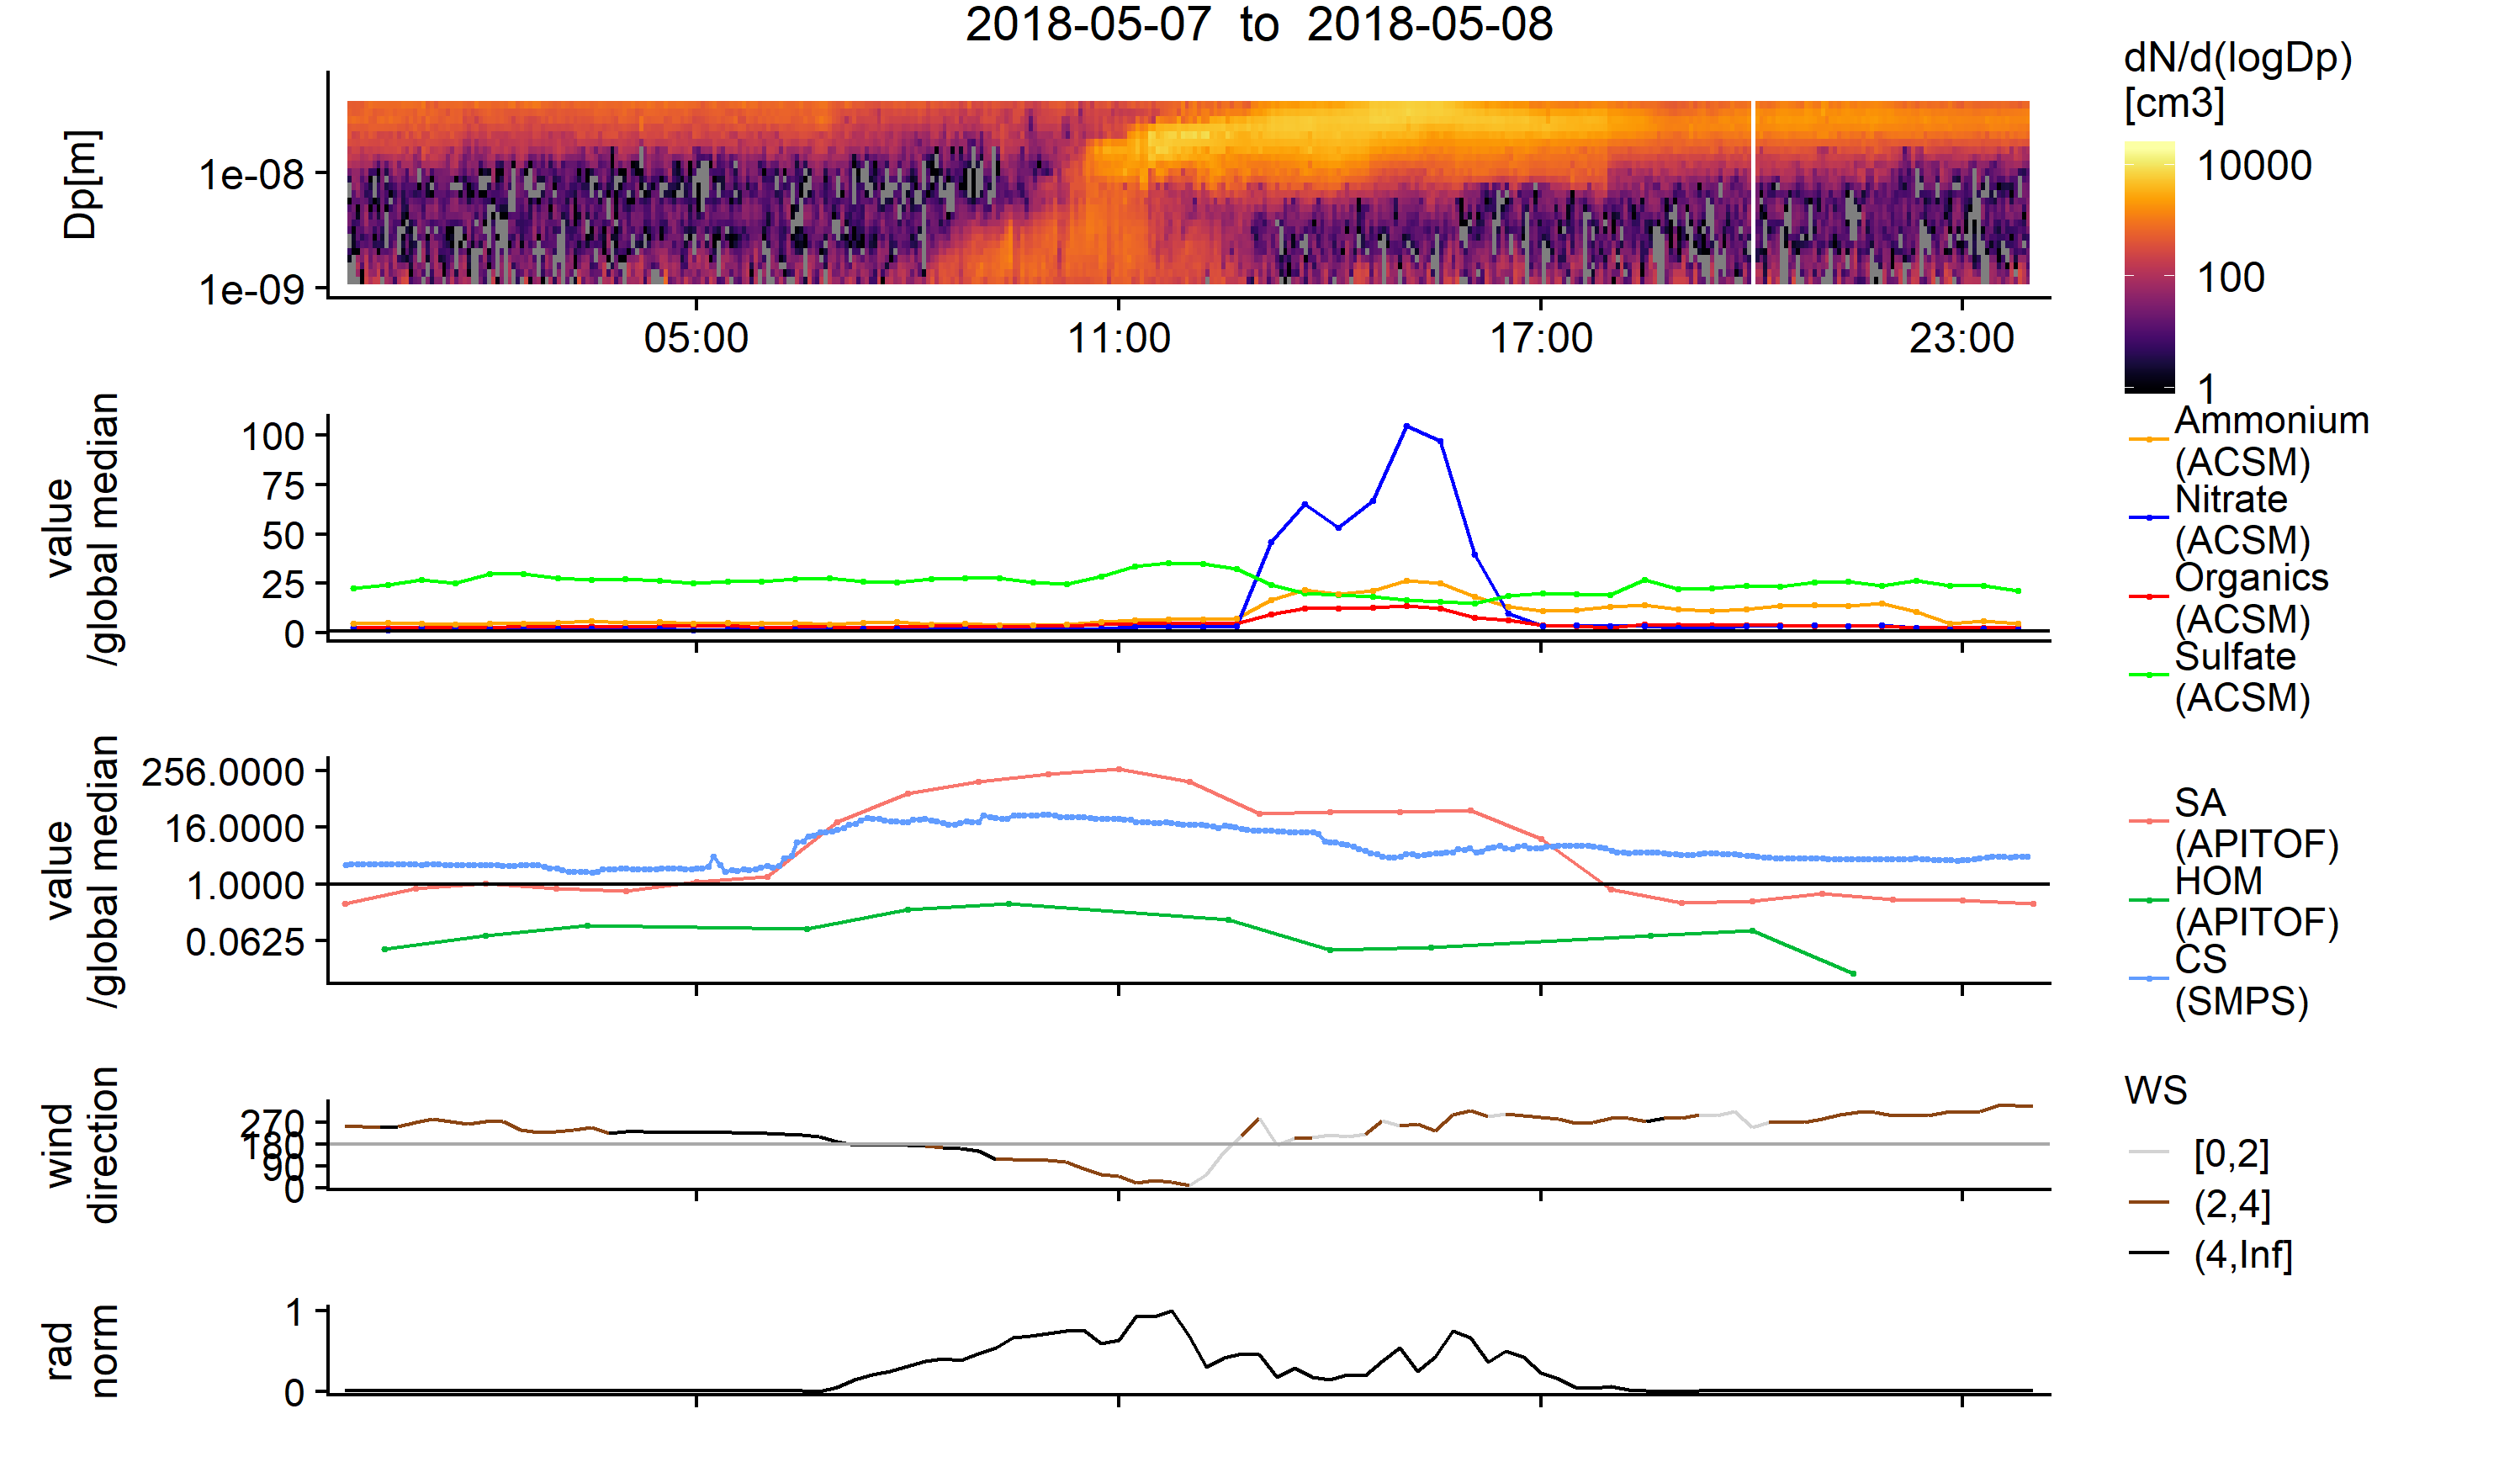 2018-05-07 to 2018-05-08
Dp[m]
1e-08
1e-09
05:00
11:00
17:00
23:00
dN/d(logDp)
[cm3]
10000
100
1
value
/global median
100
75
50
25
0
Ammonium
(ACSM)
Nitrate
(ACSM)
Organics
(ACSM)
Sulfate
(ACSM)
value
/global median
256.0000
16.0000
1.0000
0.0625
SA
(APITOF)
HOM
(APITOF)
CS
(SMPS)
wind
direction
270
180
90
0
WS
[0,2]
(2,4]
(4,Inf]
rad
norm
1
0